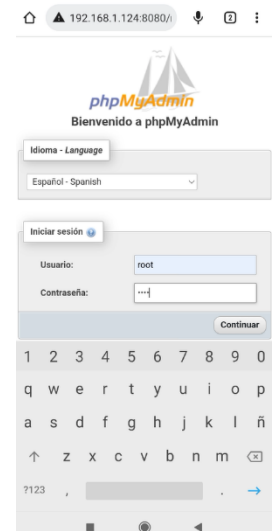 192.168.1.124:8080/
2
phpMyAdmin
Bienvenido a phpMyAdmin
Idioma - Language
Español - Spanish
Iniciar sesión
Usuario: root
Contraseña: ••••
Continuar
1 2 3 4 5 6 7 8 9 0
q w e r t y u i o p
a s d f g h j k l ñ
z x c v b n m
?123 , .